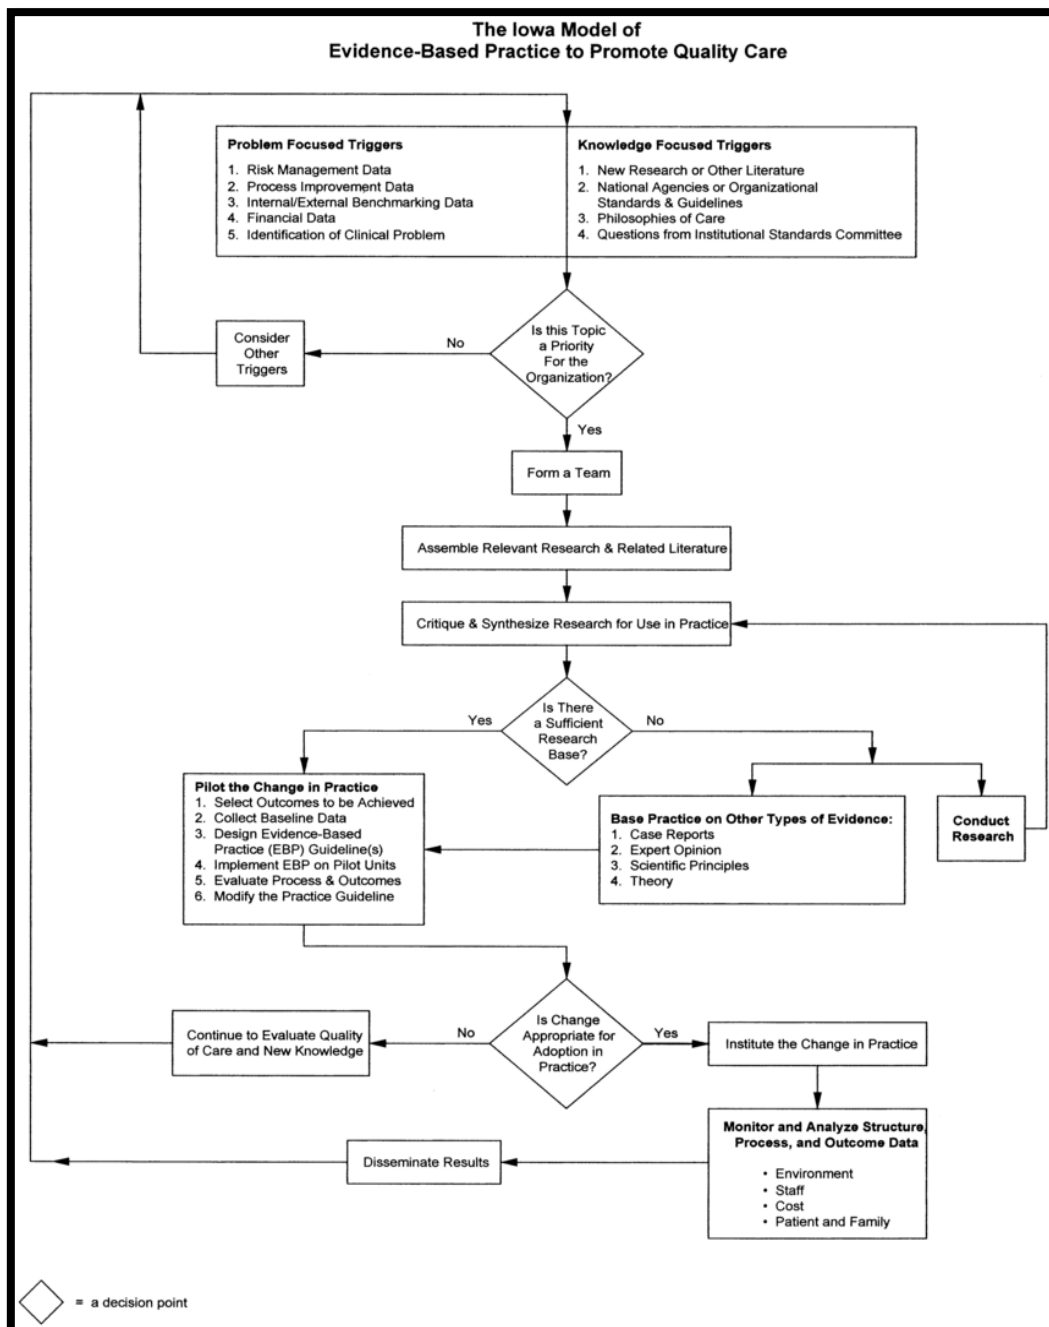 The Iowa Model of
Evidence-Based Practice to Promote Quality Care
Problem Focused Triggers
1. Risk Management Data
2. Process Improvement Data
3. Internal/External Benchmarking Data
4. Financial Data
5. Identification of Clinical Problem
Knowledge Focused Triggers
1. New Research or Other Literature
2. National Agencies or Organizational
Standards & Guidelines
3. Philosophies of Care
4. Questions from Institutional Standards Committee
Consider
Other
Triggers
No
Is this Topic
a Priority
For the
Organization?
Yes
Form a Team
Assemble Relevant Research & Related Literature
Critique & Synthesize Research for Use in Practice
Yes
Is There
a Sufficient
Research
Base?
No
Pilot the Change in Practice
1. Select Outcomes to be Achieved
2. Collect Baseline Data
3. Design Evidence-Based
Practice (EBP) Guideline(s)
4. Implement EBP on Pilot Units
5. Evaluate Process & Outcomes
6. Modify the Practice Guideline
Base Practice on Other Types of Evidence:
1. Case Reports
2. Expert Opinion
3. Scientific Principles
4. Theory
Conduct
Research
Continue to Evaluate Quality
of Care and New Knowledge
No
Is Change
Appropriate for
Adoption in
Practice?
Yes
Institute the Change in Practice
Monitor and Analyze Structure,
Process, and Outcome Data
• Environment
• Staff
• Cost
• Patient and Family
Disseminate Results
= a decision point